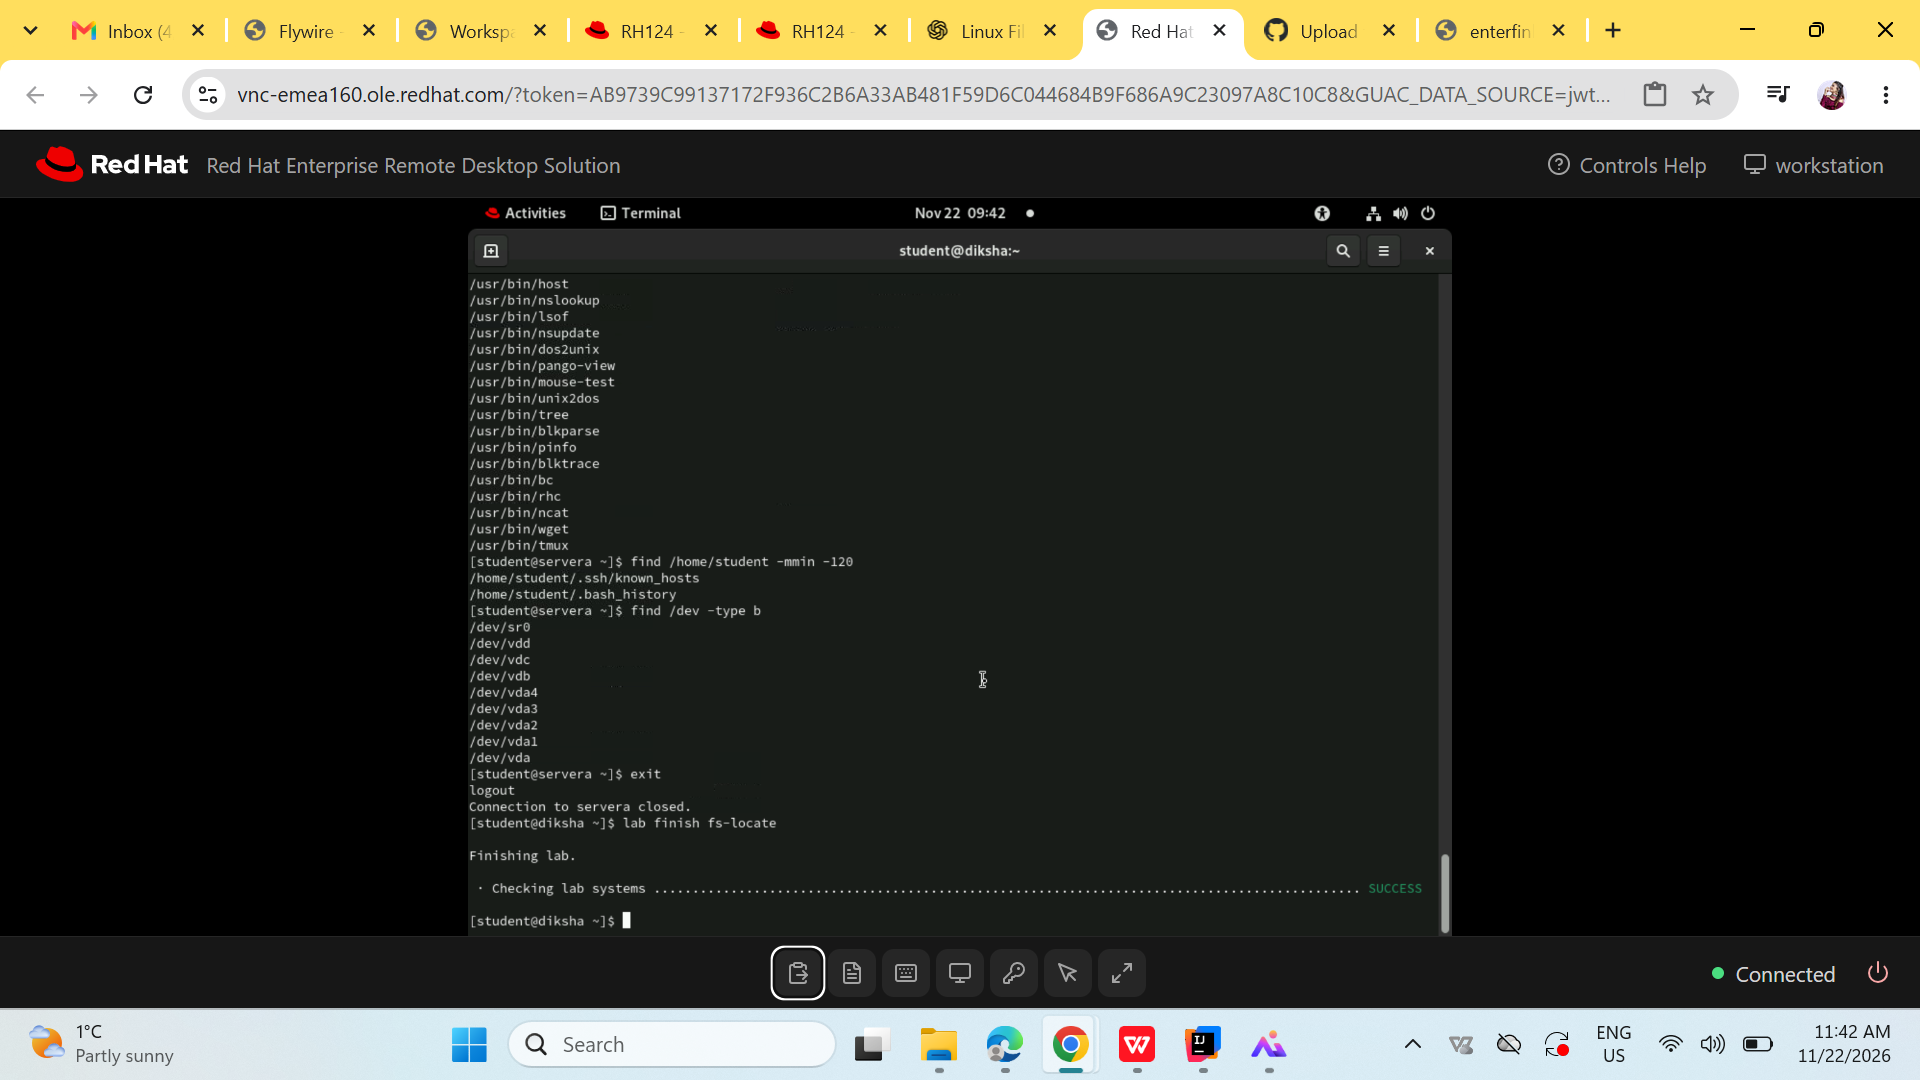 Inbox (4
Flywire -
Worksp
RH124 -
RH124 -
Linux Fil
Red Hat
Upload
enterfin
vnc-emea160.ole.redhat.com/?token=AB9739C99137172F936C2B6A33AB481F59D6C044684B9F686A9C23097A8C10C8&GUAC_DATA_SOURCE=jwt...
Red Hat Red Hat Enterprise Remote Desktop Solution
Controls Help
workstation
Activities
Terminal
Nov 22 09:42
student@diksha:~
/usr/bin/host
/usr/bin/nslookup
/usr/bin/lsof
/usr/bin/nsupdate
/usr/bin/dos2unix
/usr/bin/pango-view
/usr/bin/mouse-test
/usr/bin/unix2dos
/usr/bin/tree
/usr/bin/blkparse
/usr/bin/pinfo
/usr/bin/blktrace
/usr/bin/bc
/usr/bin/rhc
/usr/bin/ncat
/usr/bin/wget
/usr/bin/tmux
[student@servera ~]$ find /home/student -mmin -120
/home/student/.ssh/known_hosts
/home/student/.bash_history
[student@servera ~]$ find /dev -type b
/dev/sr0
/dev/vdd
/dev/vdc
/dev/vdb
/dev/vda4
/dev/vda3
/dev/vda2
/dev/vda1
/dev/vda
[student@servera ~]$ exit
logout
Connection to servera closed.
[student@diksha ~]$ lab finish fs-locate
Finishing lab.
· Checking lab systems ............................................................................................ SUCCESS
[student@diksha ~]$
Connected
1°C
Partly sunny
Search
ENG
US
11:42 AM
11/22/2026